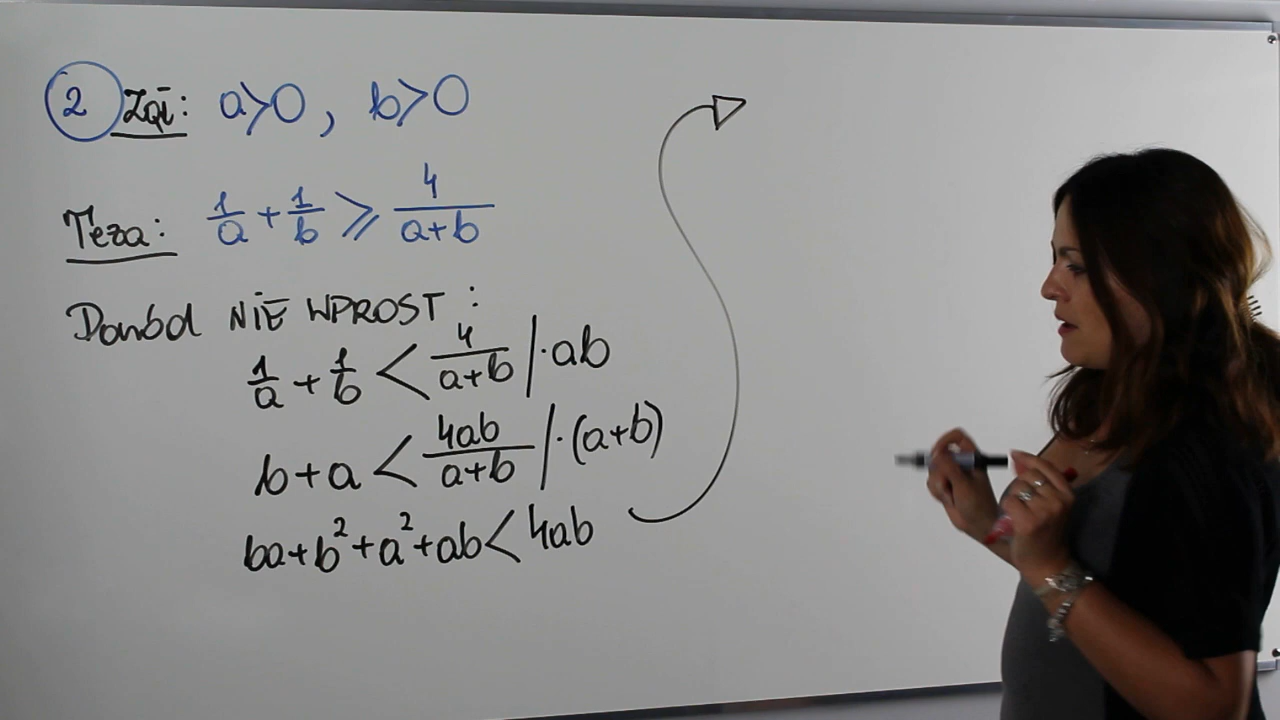 2 Zał: a>0, b>0
Teza: 1/a + 1/b ⩾ 4/(a+b)
Dowód NIE WPROST:
1/a + 1/b < 4/(a+b) |·ab
b+a < 4ab/(a+b) |·(a+b)
ba+b²+a²+ab<4ab